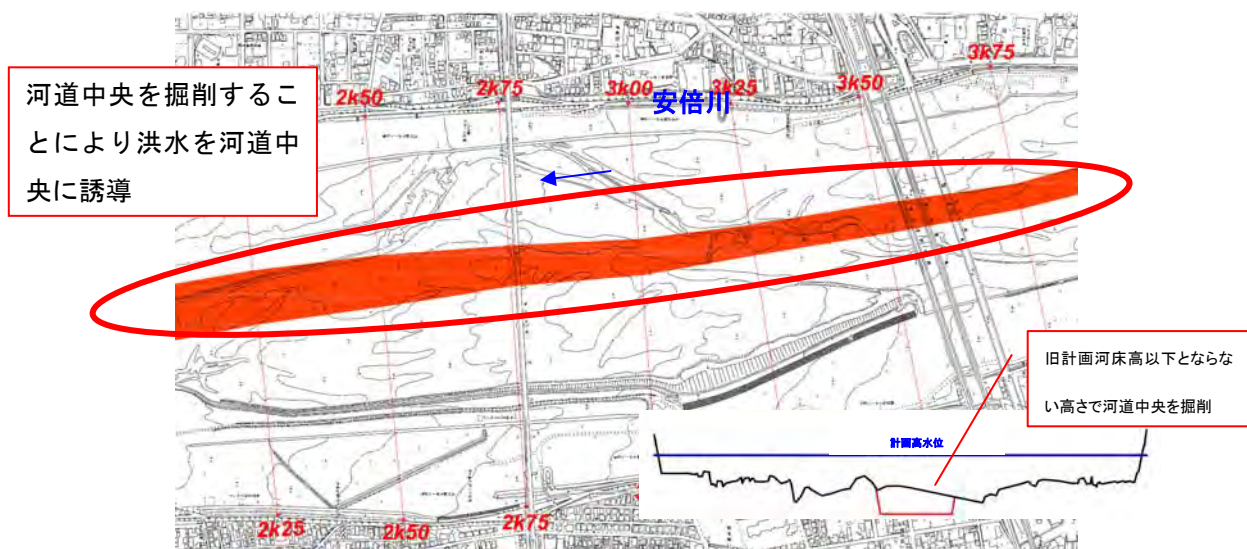 河道中央を掘削するこ
とにより洪水を河道中
央に誘導
2k50
2k75
3k00
3k25
3k50
3k75
安倍川
旧計画河床高以下とならな
い高さで河道中央を掘削
計画高水位
2k25
2k50
2k75